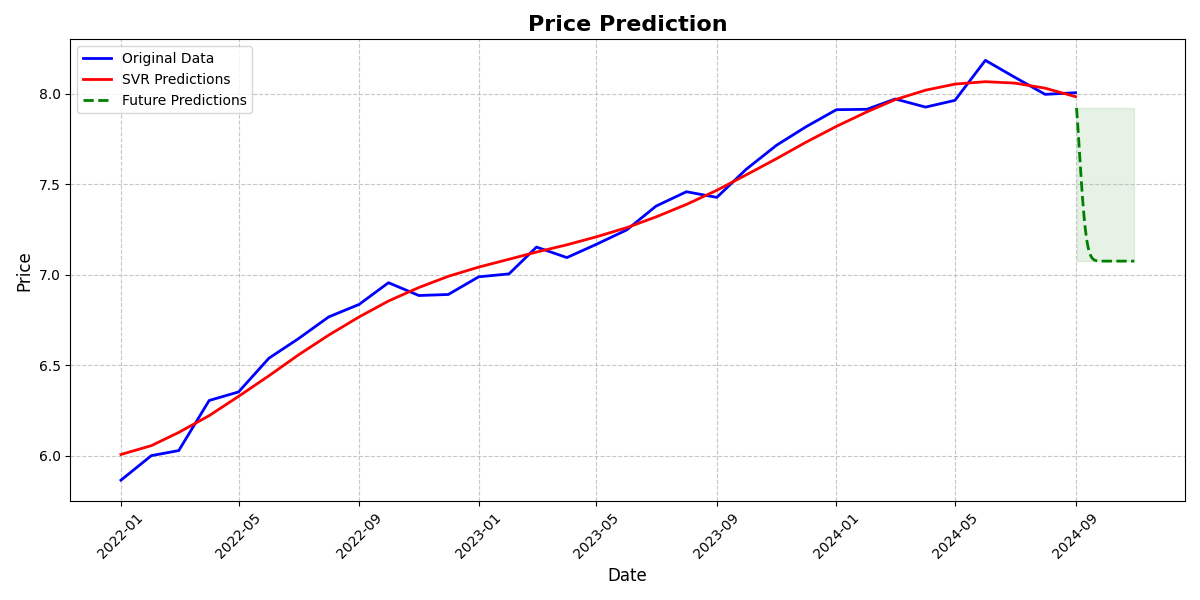 Price Prediction
Original Data
SVR Predictions
Future Predictions
Price
8.0
7.5
7.0
6.5
6.0
2022-01
2022-05
2022-09
2023-01
2023-05
2023-09
2024-01
2024-05
2024-09
Date